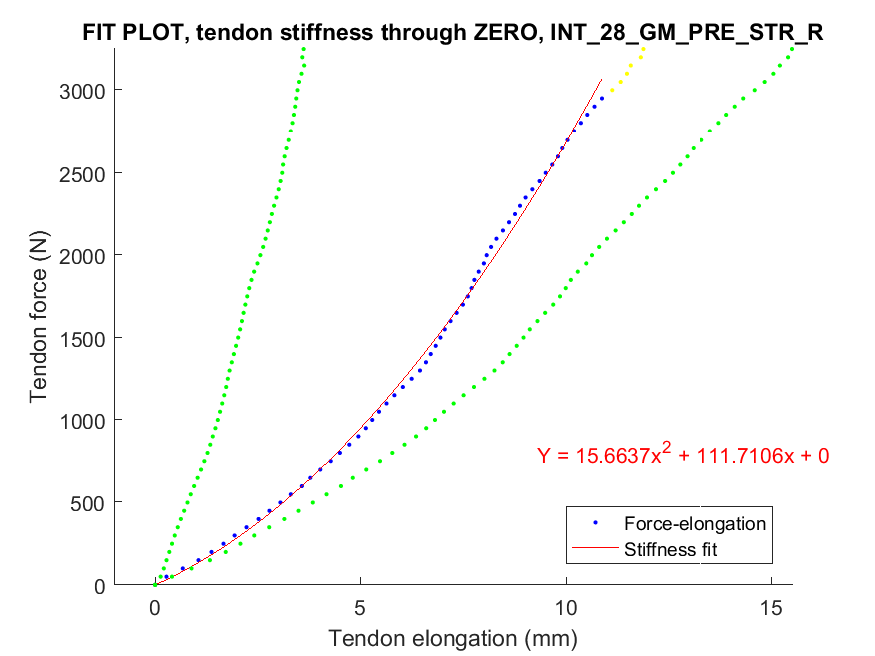 FIT PLOT, tendon stiffness through ZERO, INT_28_GM_PRE_STR_R
3000
2500
2000
1500
1000
500
0
Tendon force (N)
Y = 15.6637x² + 111.7106x + 0
Force-elongation
Stiffness fit
0 5 10 15
Tendon elongation (mm)